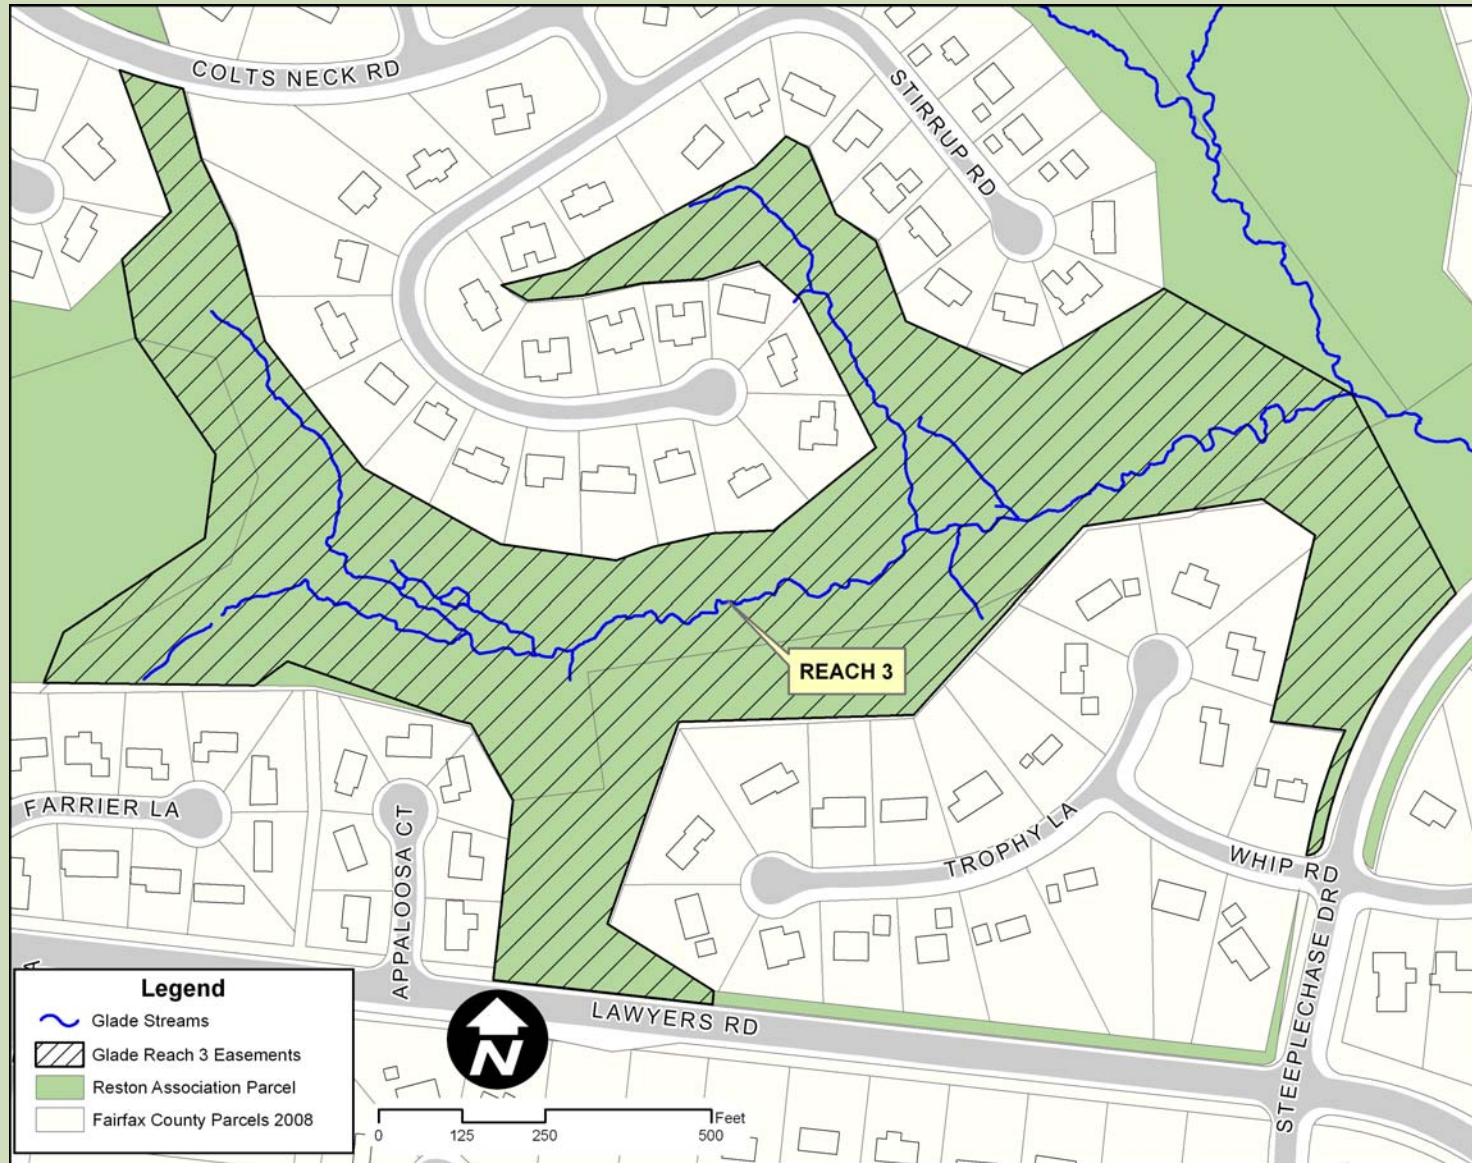 COLTS NECK RD
STIRRUP RD
REACH 3
FARRIER LA
APPALOOSA CT
TROPHY LA
WHIP RD
STEEPLECHASE DR
LAWYERS RD
A
Legend
Glade Streams
Glade Reach 3 Easements
Reston Association Parcel
Fairfax County Parcels 2008
N
Feet
0 125 250 500